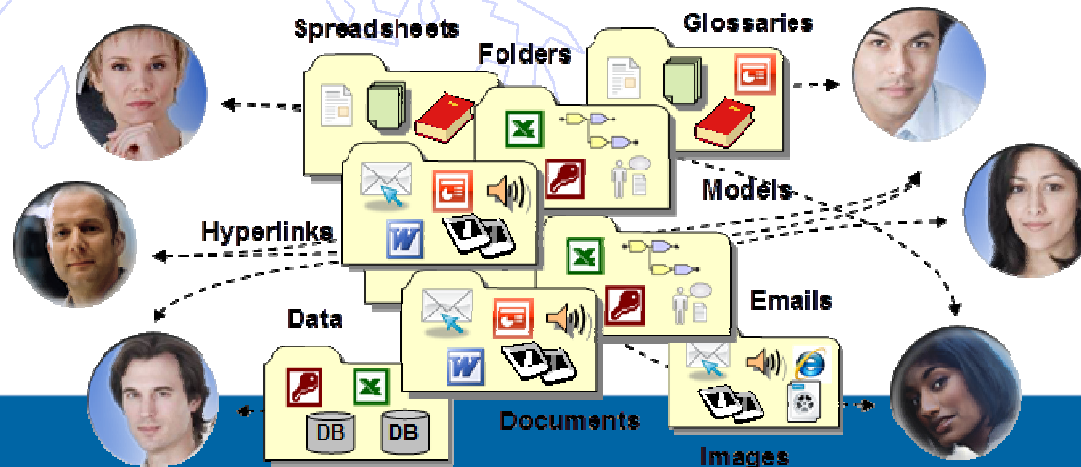 Spreadsheets
Glossaries
Folders
Models
Hyperlinks
W
Emails
Data
W
DB
DB
Documents
Images